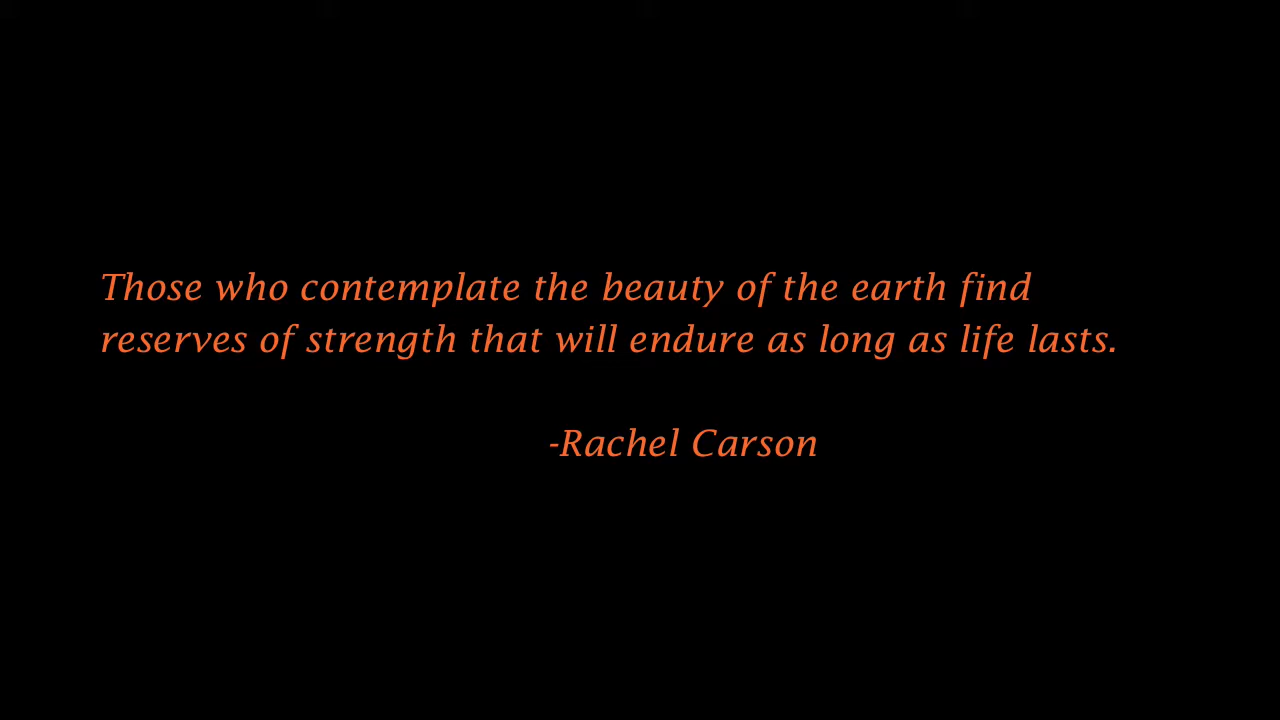 Those who contemplate the beauty of the earth find
reserves of strength that will endure as long as life lasts.
-Rachel Carson